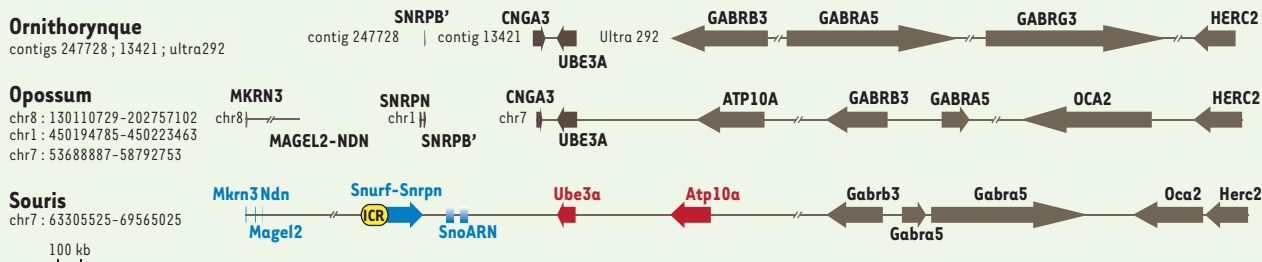 Ornithorynque
contigs 247728 ; 13421 ; ultra292
contig 247728
SNRPB'
contig 13421
CNGA3
UBE3A
Ultra 292
GABRB3
GABRA5
GABRG3
HERC2
Opossum
chr8 : 130110729-202757102
chr1 : 450194785-450223463
chr7 : 53688887-58792753
MKRN3
chr8
MAGEL2-NDN
SNRPN
chr1
SNRPB'
CNGA3
chr7
UBE3A
ATP10A
GABRB3
GABRA5
OCA2
HERC2
Souris
chr7 : 63305525-69565025
Mkrn3 Ndn
Magel2
Snurf-Snrpn
ICR
SnoARN
Ube3a
Atp10a
Gabrb3
Gabra5
Gabra5
Oca2
Herc2
100 kb